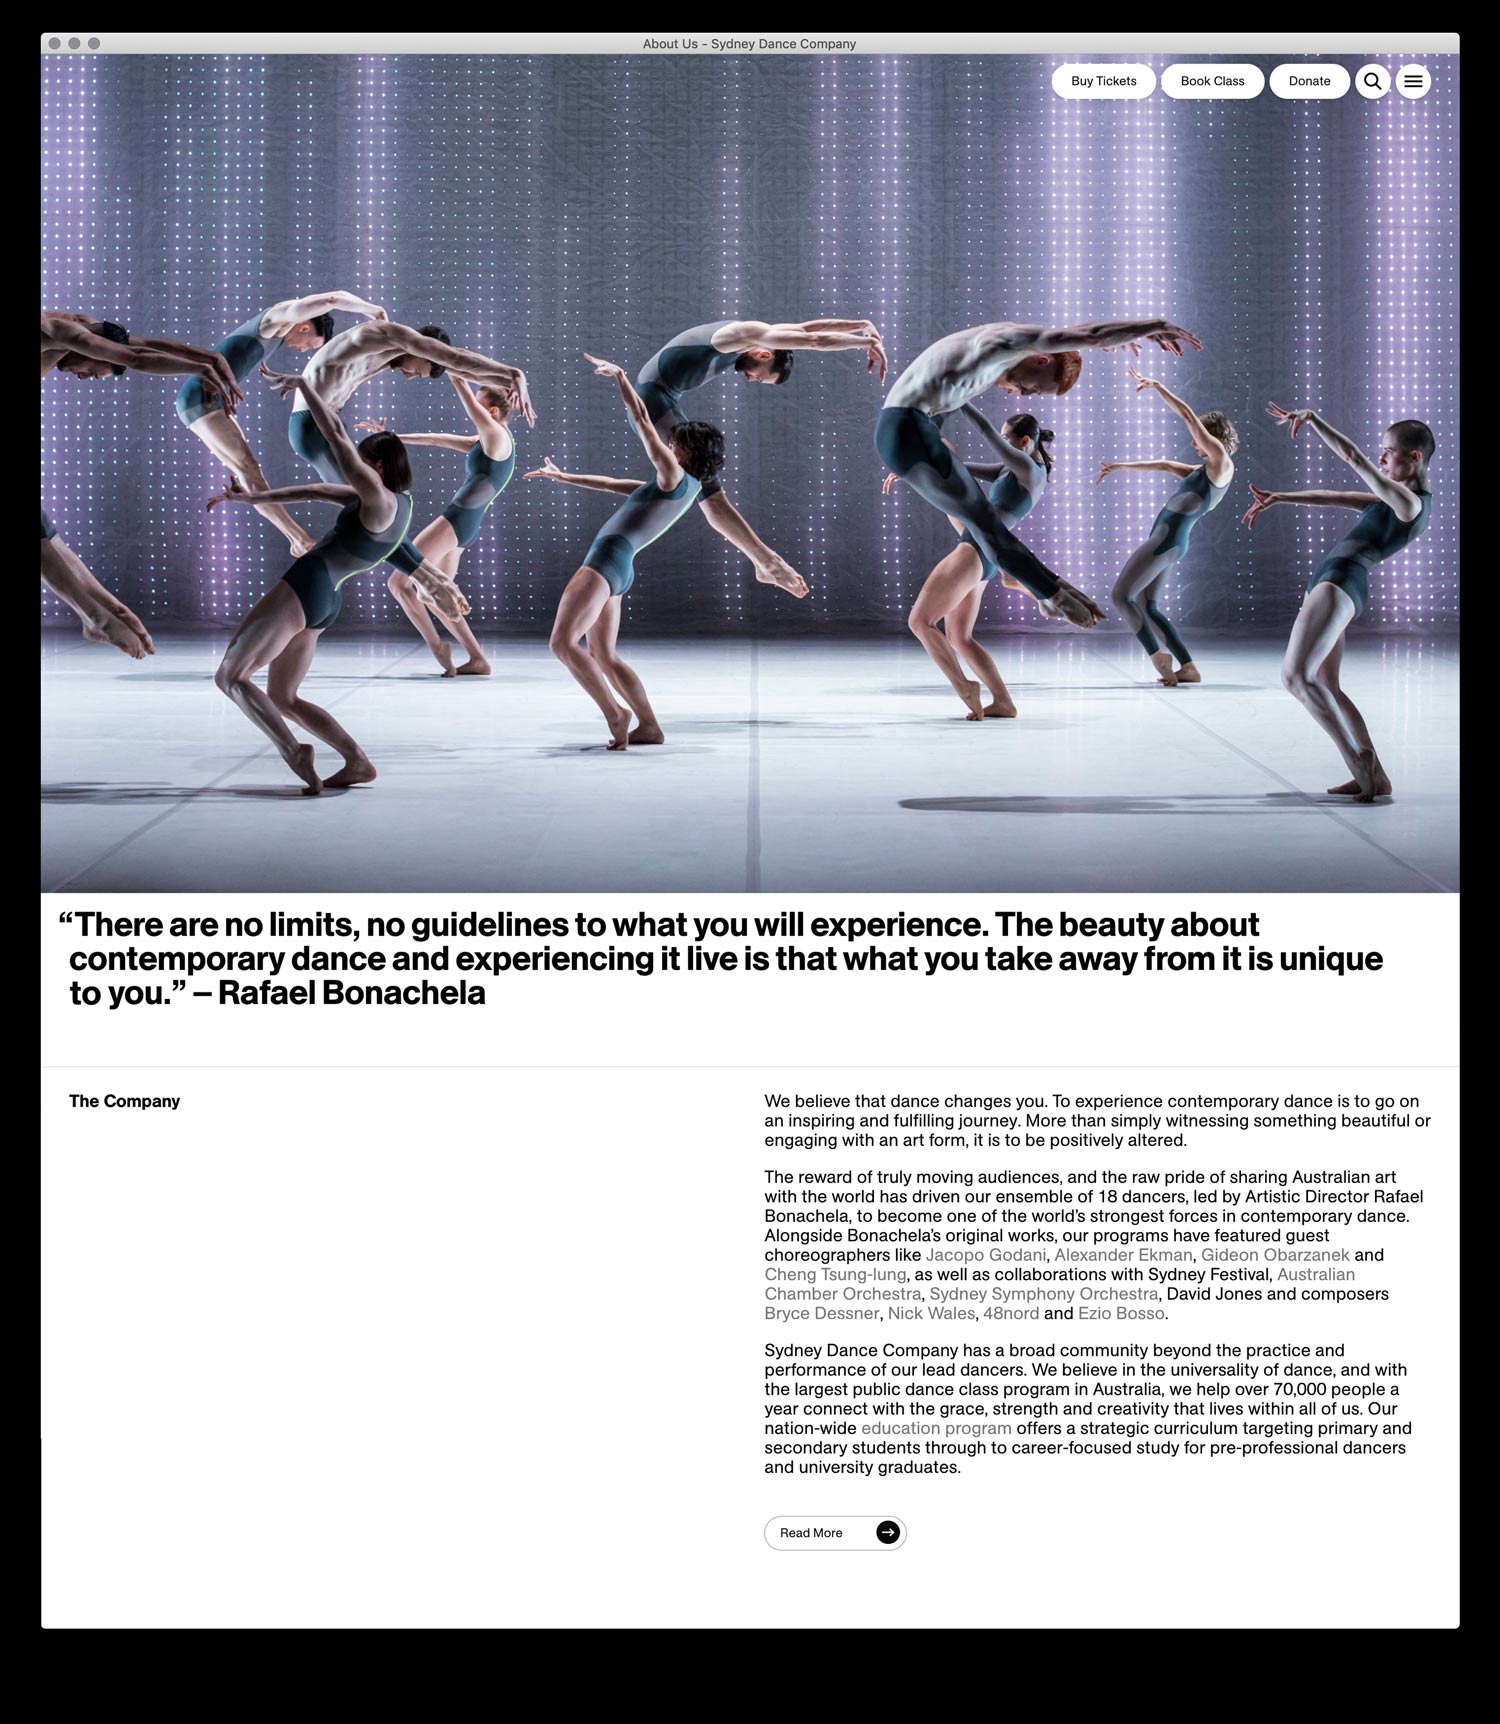 About Us - Sydney Dance Company
Buy Tickets
Book Class
Donate
“There are no limits, no guidelines to what you will experience. The beauty about
contemporary dance and experiencing it live is that what you take away from it is unique
to you.” – Rafael Bonachela
The Company
We believe that dance changes you. To experience contemporary dance is to go on
an inspiring and fulfilling journey. More than simply witnessing something beautiful or
engaging with an art form, it is to be positively altered.
The reward of truly moving audiences, and the raw pride of sharing Australian art
with the world has driven our ensemble of 18 dancers, led by Artistic Director Rafael
Bonachela, to become one of the world’s strongest forces in contemporary dance.
Alongside Bonachela’s original works, our programs have featured guest
choreographers like Jacopo Godani, Alexander Ekman, Gideon Obarzanek and
Cheng Tsung-lung, as well as collaborations with Sydney Festival, Australian
Chamber Orchestra, Sydney Symphony Orchestra, David Jones and composers
Bryce Dessner, Nick Wales, 48nord and Ezio Bosso.
Sydney Dance Company has a broad community beyond the practice and
performance of our lead dancers. We believe in the universality of dance, and with
the largest public dance class program in Australia, we help over 70,000 people a
year connect with the grace, strength and creativity that lives within all of us. Our
nation-wide education program offers a strategic curriculum targeting primary and
secondary students through to career-focused study for pre-professional dancers
and university graduates.
Read More